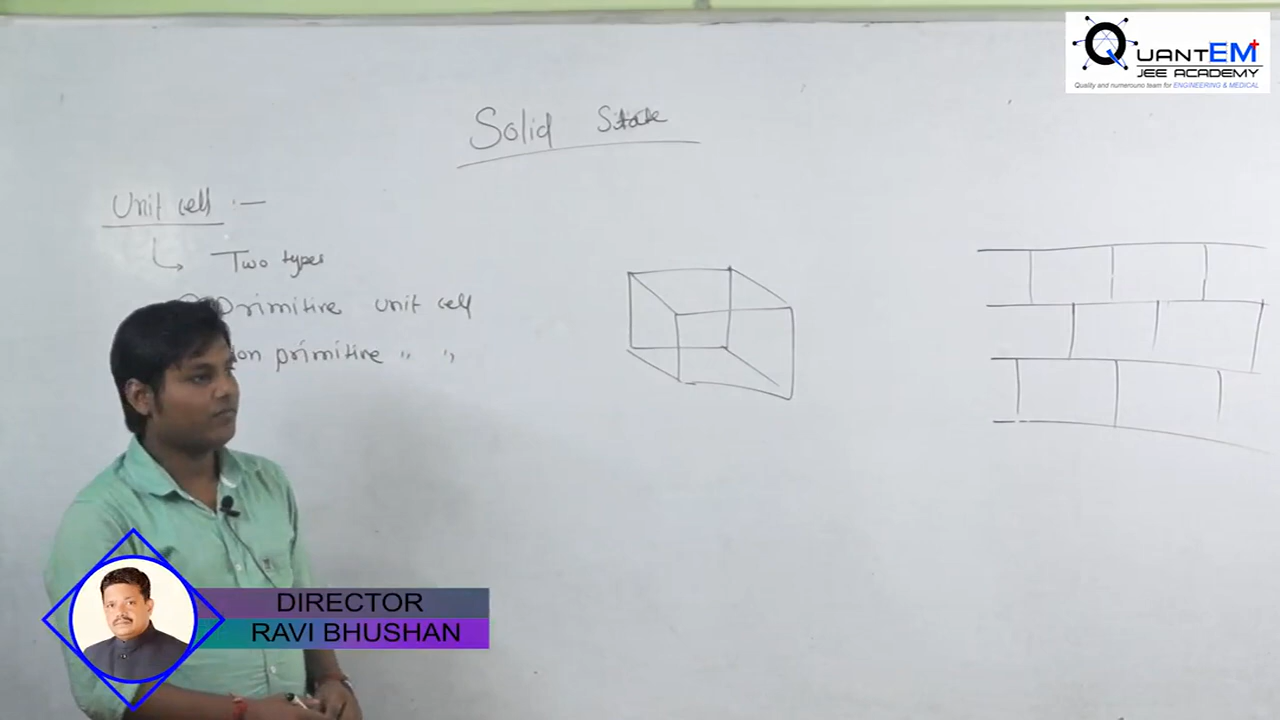 QUANTEM
JEE ACADEMY
Quality and numerouno team for ENGINEERING & MEDICAL
Solid State
Unit cell :-
Two types
Primitive unit cell
non primitive " "
DIRECTOR
RAVI BHUSHAN